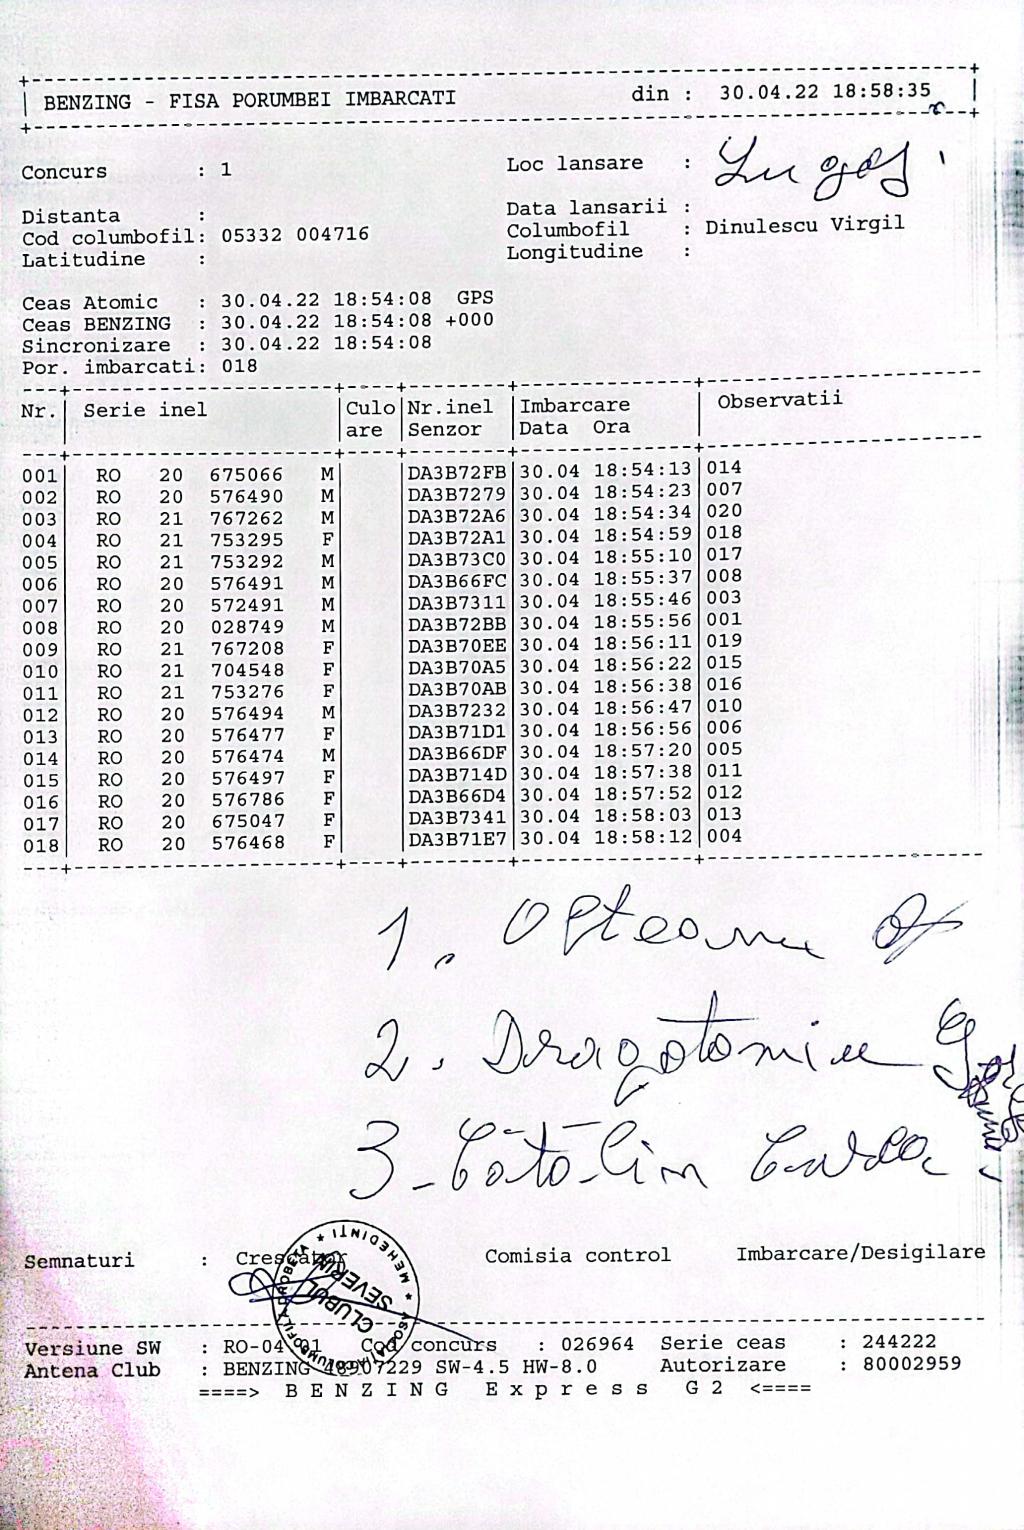 BENZING - FISA PORUMBEI IMBARCATI din : 30.04.22 18:58:35
Concurs : 1 Loc lansare : Lugoj
Distanta : Data lansarii :
Cod columbofil: 05332 004716 Columbofil : Dinulescu Virgil
Latitudine : Longitudine :
Ceas Atomic : 30.04.22 18:54:08 GPS
Ceas BENZING : 30.04.22 18:54:08 +000
Sincronizare : 30.04.22 18:54:08
Por. imbarcati: 018
Nr. Serie inel Culo Nr.inel Imbarcare Observatii
are Senzor Data Ora
001 RO 20 675066 M DA3B72FB 30.04 18:54:13 014
002 RO 20 576490 M DA3B7279 30.04 18:54:23 007
003 RO 21 767262 M DA3B72A6 30.04 18:54:34 020
004 RO 21 753295 F DA3B72A1 30.04 18:54:59 018
005 RO 21 753292 M DA3B73C0 30.04 18:55:10 017
006 RO 20 576491 M DA3B66FC 30.04 18:55:37 008
007 RO 20 572491 M DA3B7311 30.04 18:55:46 003
008 RO 20 028749 M DA3B72BB 30.04 18:55:56 001
009 RO 21 767208 F DA3B70EE 30.04 18:56:11 019
010 RO 21 704548 F DA3B70A5 30.04 18:56:22 015
011 RO 21 753276 F DA3B70AB 30.04 18:56:38 016
012 RO 20 576494 M DA3B7232 30.04 18:56:47 010
013 RO 20 576477 F DA3B71D1 30.04 18:56:56 006
014 RO 20 576474 M DA3B66DF 30.04 18:57:20 005
015 RO 20 576497 F DA3B714D 30.04 18:57:38 011
016 RO 20 576786 F DA3B66D4 30.04 18:57:52 012
017 RO 20 675047 F DA3B7341 30.04 18:58:03 013
018 RO 20 576468 F DA3B71E7 30.04 18:58:12 004
1. Olteanu
2. Dragotoniu
3 - Cătălin
Semnaturi : Crescator Comisia control Imbarcare/Desigilare
MEHEDINTI
CLUBUL
SEVERIN
Versiune SW : Cod concurs : 026964 Serie ceas : 244222
Antena Club : BENZING SW-4.5 HW-8.0 Autorizare : 80002959
====> BENZING Express G2 <====